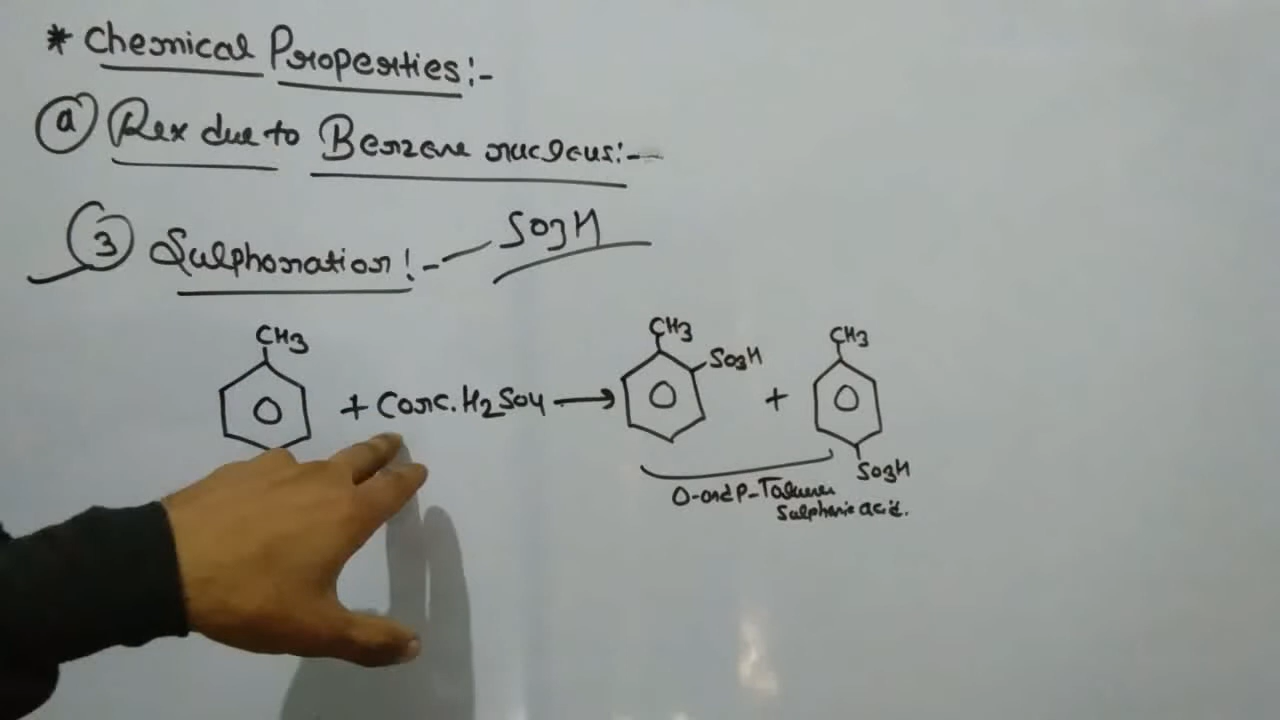 * Chemical Properties:-
a Rex due to Benzene nucleus:-
3 Sulphonation:- SO3H
CH3
+ Conc. H2SO4 →
CH3
SO3H
+
CH3
SO3H
O-and P-Toluene
Sulphonic acid.